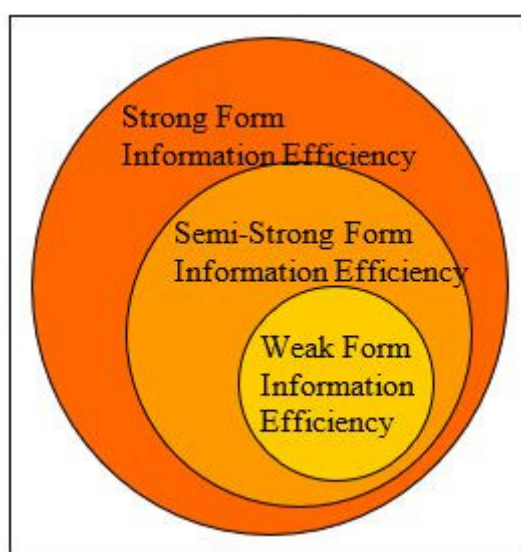 Strong Form
Information Efficiency
Semi-Strong Form
Information Efficiency
Weak Form
Information
Efficiency